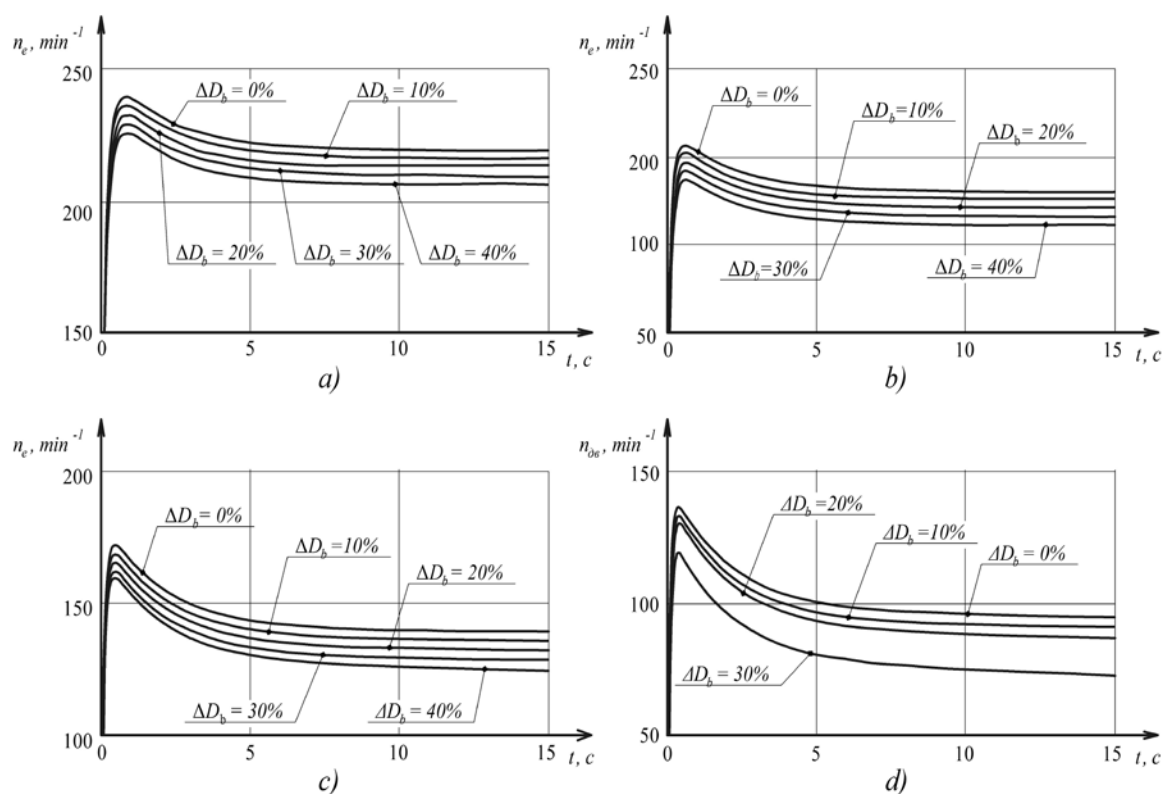 n_e, min⁻¹
250
ΔD_b = 0%
ΔD_b = 10%
200
ΔD_b = 20%
ΔD_b = 30%
ΔD_b = 40%
150
0
5
10
15
t, c
a)
n_e, min⁻¹
250
ΔD_b = 0%
ΔD_b=10%
ΔD_b = 20%
200
100
ΔD_b=30%
ΔD_b = 40%
50
0
5
10
15
t, c
b)
n_e, min⁻¹
200
ΔD_b= 0%
ΔD_b =10%
ΔD_b = 20%
150
ΔD_b = 30%
ΔD_b = 40%
100
0
5
10
15
t, c
c)
n_дв, min⁻¹
150
ΔD_b=20%
ΔD_b=10%
ΔD_b = 0%
100
ΔD_b = 30%
50
0
5
10
15
t, c
d)